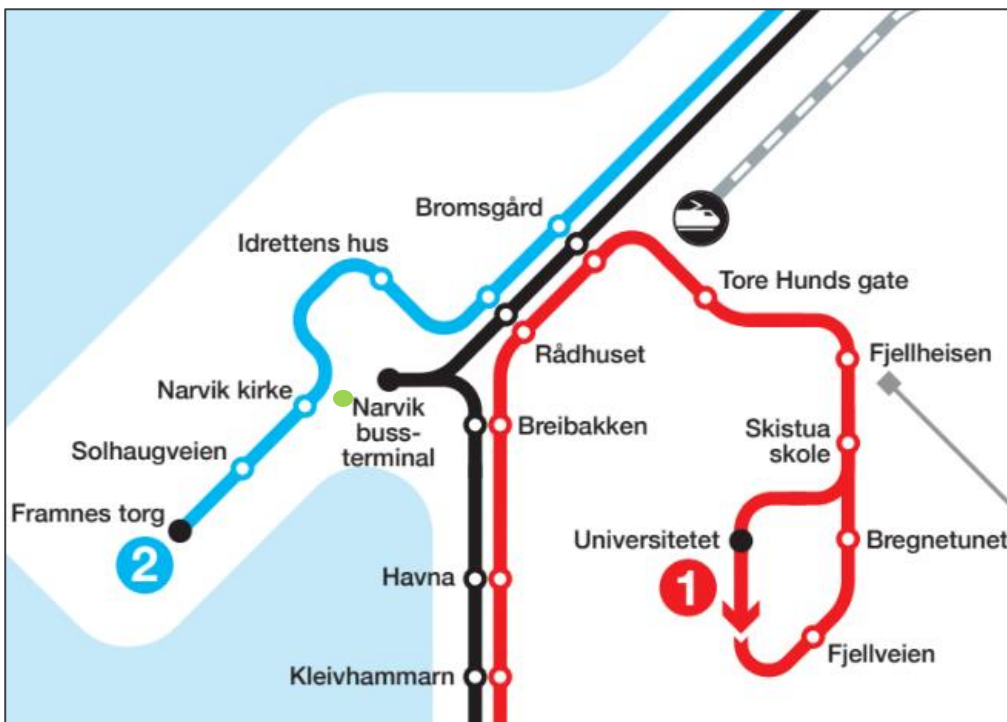 Bromsgård
Idrettens hus
Tore Hunds gate
Rådhuset
Fjellheisen
Narvik kirke
Narvik
buss-
terminal
Breibakken
Skistua
skole
Solhaugveien
Framnes torg
2
Universitetet
Bregnetunet
Havna
1
Fjellveien
Kleivhammarn